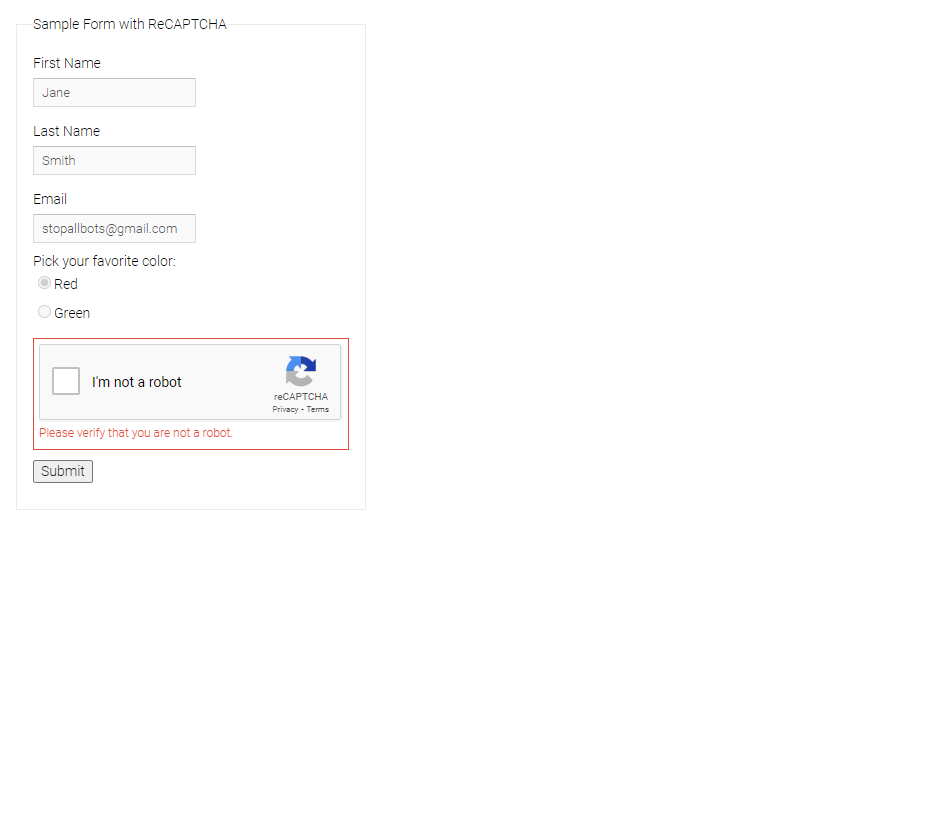 Sample Form with ReCAPTCHA
First Name
Jane
Last Name
Smith
Email
stopallbots@gmail.com
Pick your favorite color:
Red
Green
I'm not a robot
reCAPTCHA
Privacy - Terms
Please verify that you are not a robot.
Submit